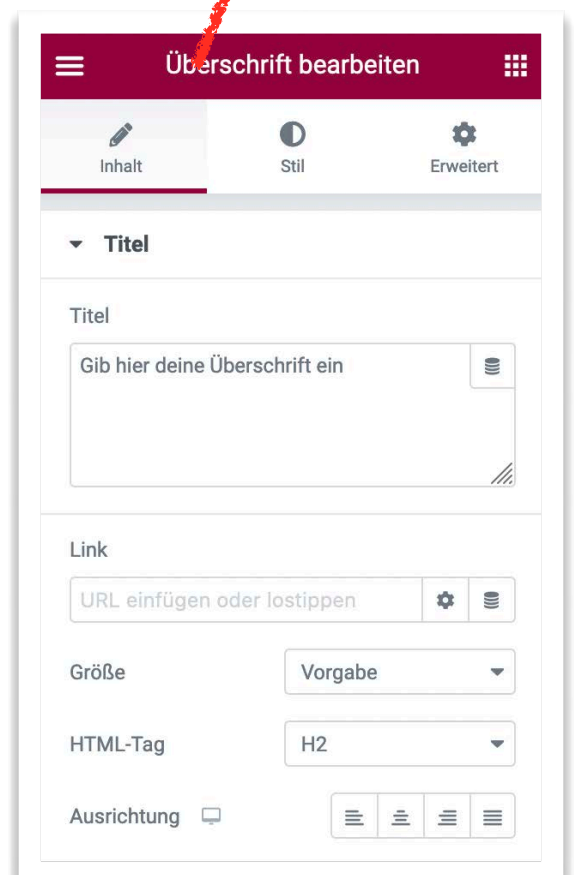 Überschrift bearbeiten
Inhalt Stil Erweitert
Titel
Titel
Gib hier deine Überschrift ein
Link
URL einfügen oder lostippen
Größe Vorgabe
HTML-Tag H2
Ausrichtung